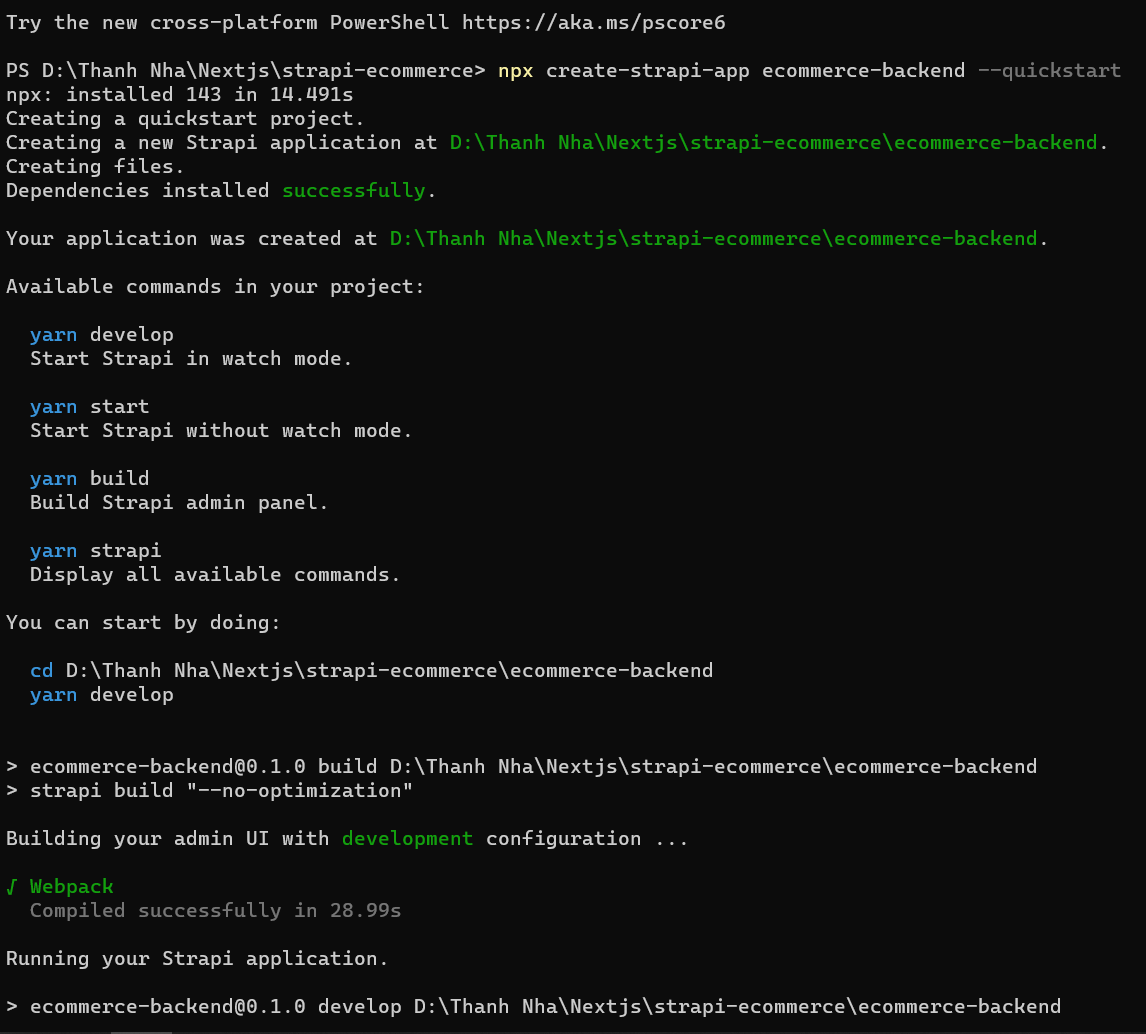 Try the new cross-platform PowerShell https://aka.ms/pscore6
PS D:\Thanh Nha\Nextjs\strapi-ecommerce> npx create-strapi-app ecommerce-backend --quickstart
npx: installed 143 in 14.491s
Creating a quickstart project.
Creating a new Strapi application at D:\Thanh Nha\Nextjs\strapi-ecommerce\ecommerce-backend.
Creating files.
Dependencies installed successfully.
Your application was created at D:\Thanh Nha\Nextjs\strapi-ecommerce\ecommerce-backend.
Available commands in your project:
yarn develop
Start Strapi in watch mode.
yarn start
Start Strapi without watch mode.
yarn build
Build Strapi admin panel.
yarn strapi
Display all available commands.
You can start by doing:
cd D:\Thanh Nha\Nextjs\strapi-ecommerce\ecommerce-backend
yarn develop
> ecommerce-backend@0.1.0 build D:\Thanh Nha\Nextjs\strapi-ecommerce\ecommerce-backend
> strapi build "--no-optimization"
Building your admin UI with development configuration ...
√ Webpack
Compiled successfully in 28.99s
Running your Strapi application.
> ecommerce-backend@0.1.0 develop D:\Thanh Nha\Nextjs\strapi-ecommerce\ecommerce-backend